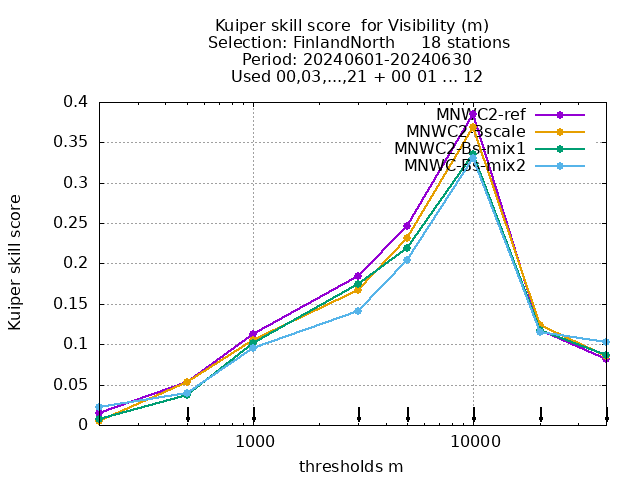 Kuiper skill score  for Visibility (m)
Selection: FinlandNorth     18 stations
Period: 20240601-20240630
Used 00,03,...,21 + 00 01 ... 12
0.4
0.35
0.3
0.25
0.2
0.15
0.1
0.05
0
Kuiper skill score
MNWC2-ref
MNWC2-Bscale
MNWC2-Bs-mix1
MNWC-Bs-mix2
1000
10000
thresholds m